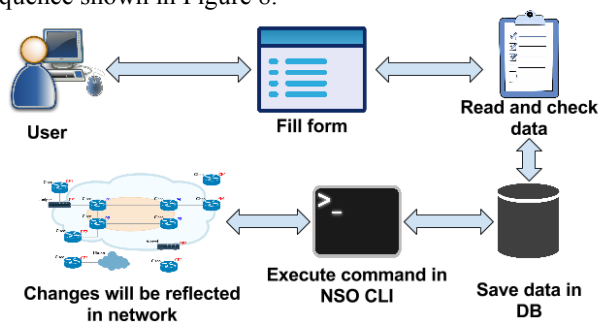 equence shown in Figure 8.
User
Fill form
Read and check
data
>_
Execute command in
NSO CLI
Save data in
DB
Changes will be reflected
in network